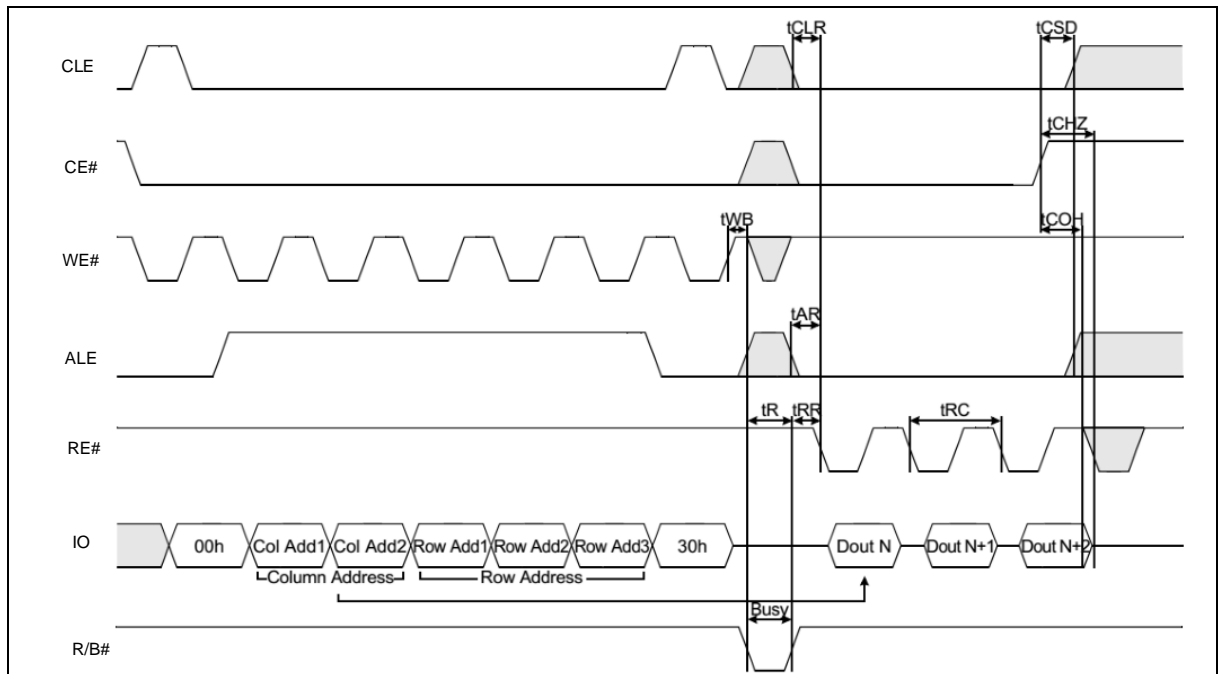 tCLR
tCSD
CLE
tCHZ
CE#
tWB
tCOH
WE#
tAR
ALE
tR
tRR
tRC
RE#
IO
00h
Col Add1
Col Add2
Row Add1
Row Add2
Row Add3
30h
Dout N
Dout N+1
Dout N+2
Column Address
Row Address
Busy
R/B#